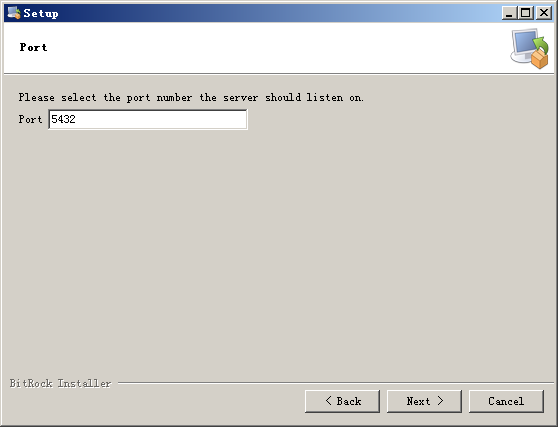 Setup
Port
Please select the port number the server should listen on.
Port 5432
BitRock Installer
< Back Next > Cancel